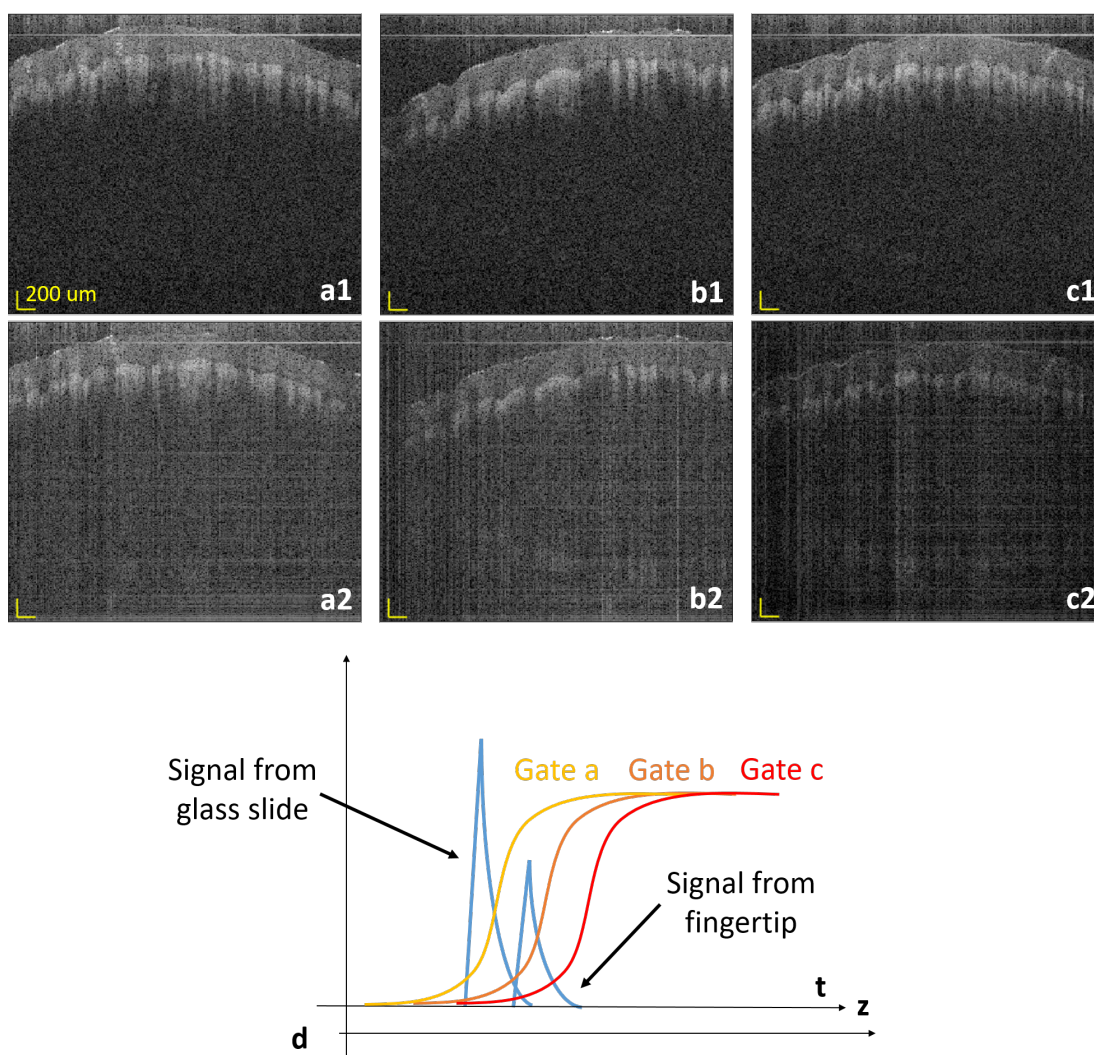 200 um
a1
b1
c1
a2
b2
c2
Signal from
glass slide
Gate a
Gate b
Gate c
Signal from
fingertip
t
z
d